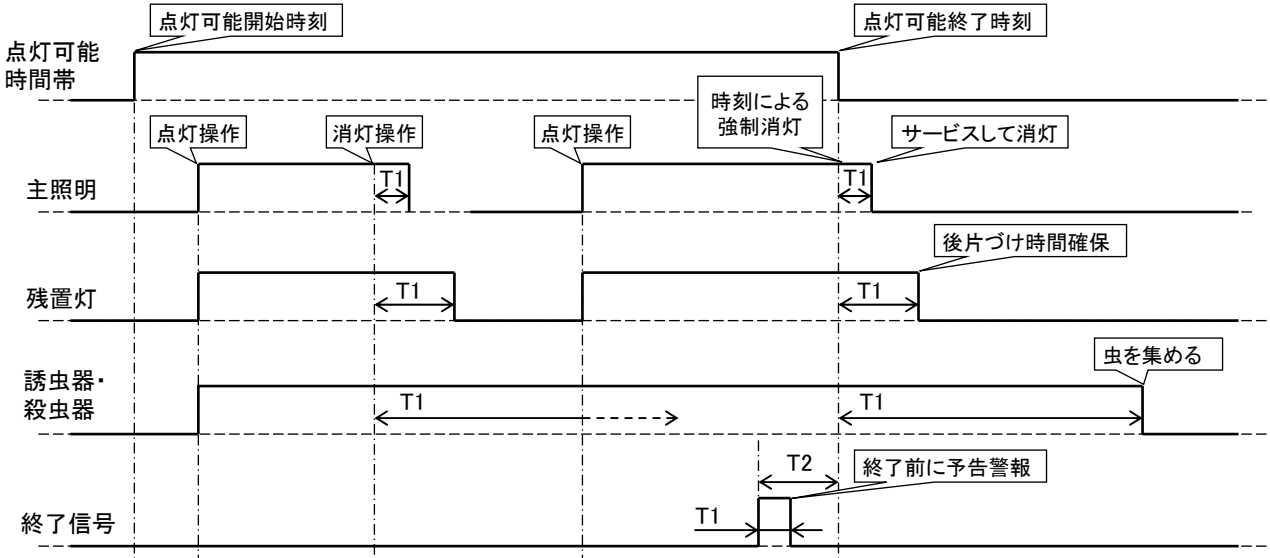 点灯可能開始時刻
点灯可能終了時刻
点灯可能
時間帯
時刻による
強制消灯
点灯操作
消灯操作
点灯操作
サービスして消灯
主照明
T1
T1
後片づけ時間確保
残置灯
T1
T1
虫を集める
誘虫器・
殺虫器
T1
T1
T2
終了前に予告警報
終了信号
T1